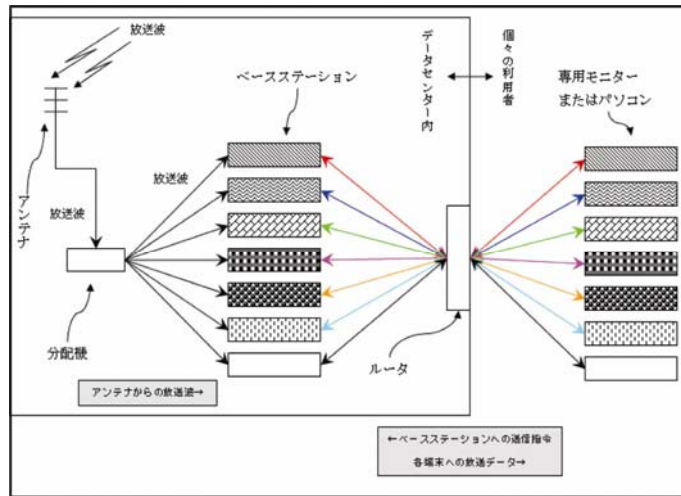 放送波
ベースステーション
データセンター内
個々の利用者
専用モニター
またはパソコン
アンテナ
放送波
放送波
分配機
ルータ
アンテナからの放送波→
←ベースステーションへの送信指令
各端末への放送データ→